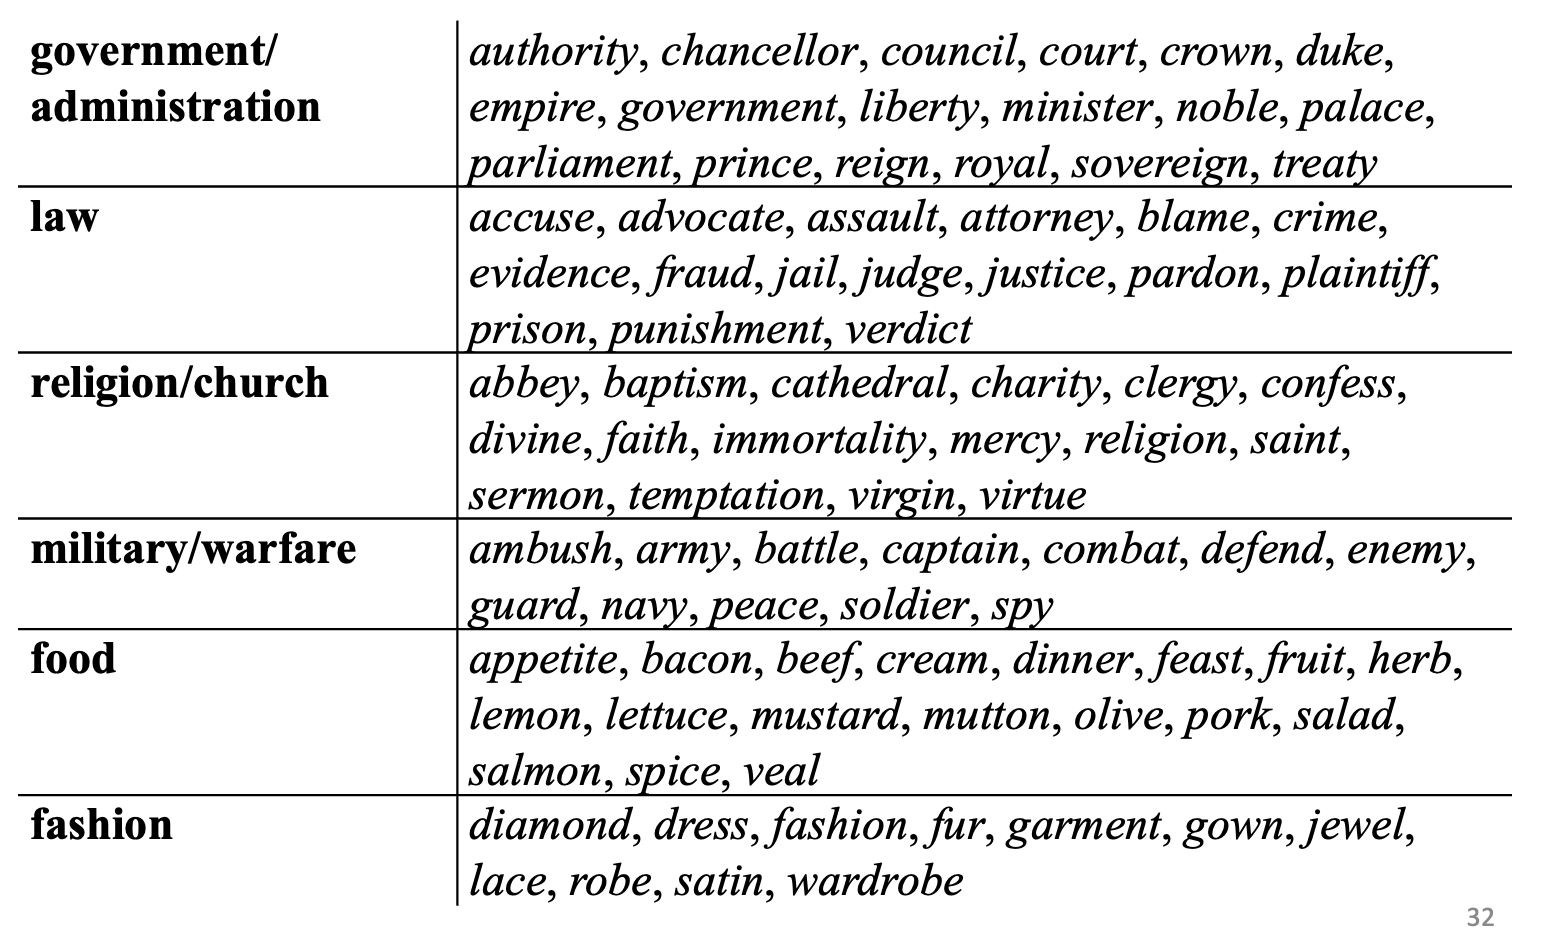 government/
administration
authority, chancellor, council, court, crown, duke,
empire, government, liberty, minister, noble, palace,
parliament, prince, reign, royal, sovereign, treaty
law
accuse, advocate, assault, attorney, blame, crime,
evidence, fraud, jail, judge, justice, pardon, plaintiff,
prison, punishment, verdict
religion/church
abbey, baptism, cathedral, charity, clergy, confess,
divine, faith, immortality, mercy, religion, saint,
sermon, temptation, virgin, virtue
military/warfare
ambush, army, battle, captain, combat, defend, enemy,
guard, navy, peace, soldier, spy
food
appetite, bacon, beef, cream, dinner, feast, fruit, herb,
lemon, lettuce, mustard, mutton, olive, pork, salad,
salmon, spice, veal
fashion
diamond, dress, fashion, fur, garment, gown, jewel,
lace, robe, satin, wardrobe
32